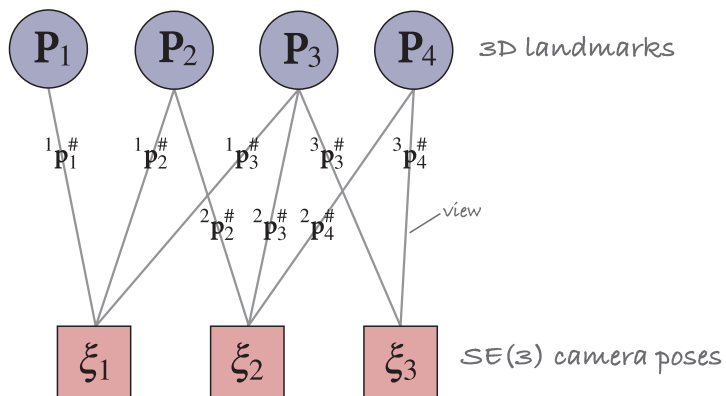 P₁ P₂ P₃ P₄ 3D landmarks
¹p₁^# ¹p₂^# ¹p₃^# ³p₃^# ³p₄^#
²p₂^# ²p₃^# ²p₄^# view
ξ₁ ξ₂ ξ₃ SE(3) camera poses